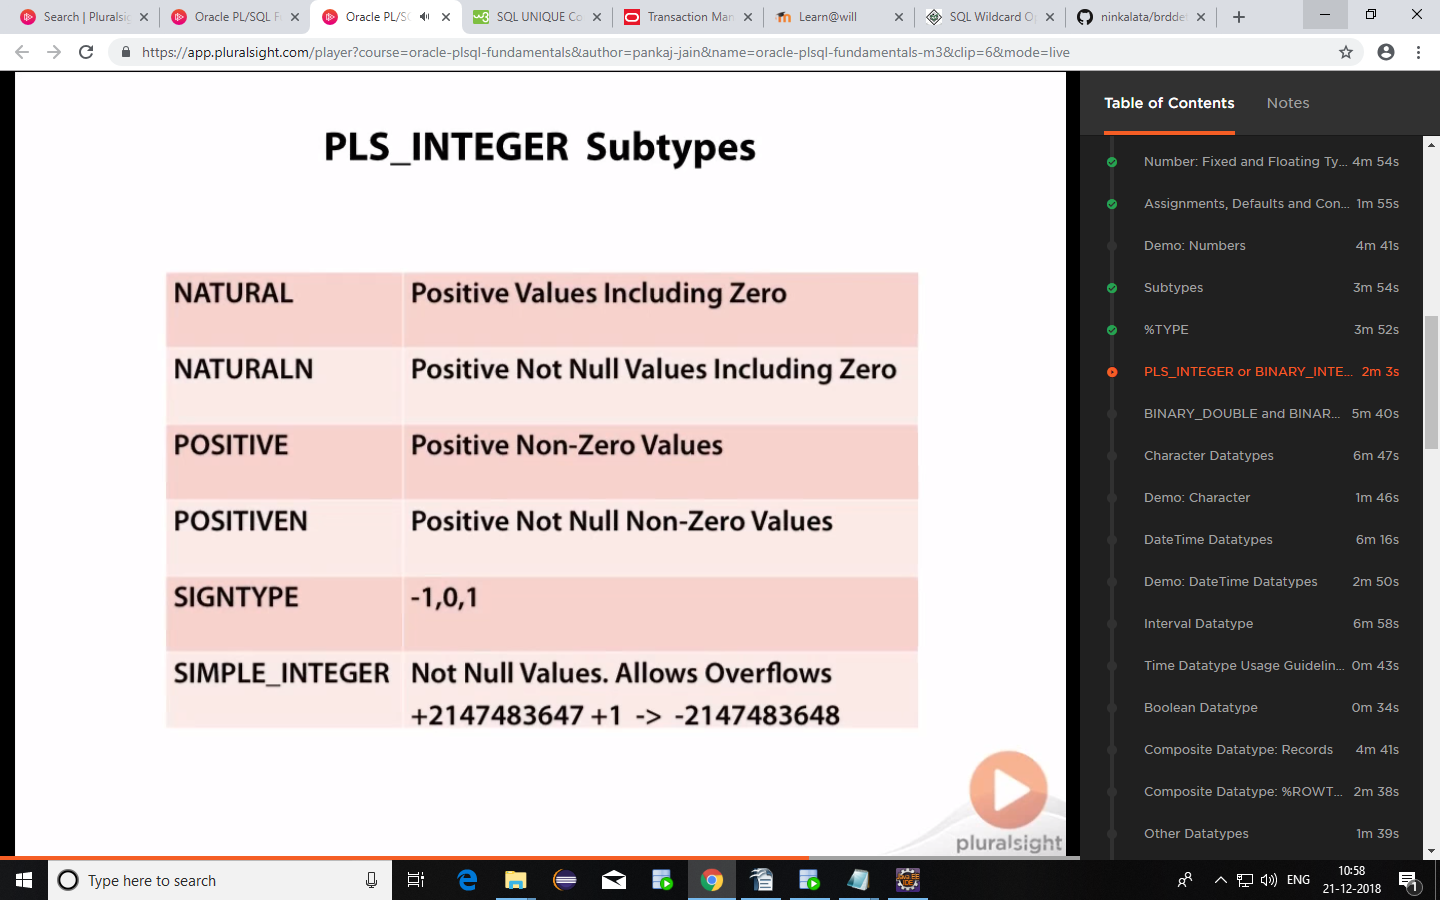 Search | Pluralsig
Oracle PL/SQL F
Oracle PL/SQ
SQL UNIQUE Co
Transaction Man
Learn@will
SQL Wildcard Op
ninkalata/brddet
https://app.pluralsight.com/player?course=oracle-plsql-fundamentals&author=pankaj-jain&name=oracle-plsql-fundamentals-m3&clip=6&mode=live
PLS_INTEGER Subtypes
NATURAL Positive Values Including Zero
NATURALN Positive Not Null Values Including Zero
POSITIVE Positive Non-Zero Values
POSITIVEN Positive Not Null Non-Zero Values
SIGNTYPE -1,0,1
SIMPLE_INTEGER Not Null Values. Allows Overflows
+2147483647 +1 -> -2147483648
pluralsight
Table of Contents Notes
Number: Fixed and Floating Ty... 4m 54s
Assignments, Defaults and Con... 1m 55s
Demo: Numbers 4m 41s
Subtypes 3m 54s
%TYPE 3m 52s
PLS_INTEGER or BINARY_INTE... 2m 3s
BINARY_DOUBLE and BINAR... 5m 40s
Character Datatypes 6m 47s
Demo: Character 1m 46s
DateTime Datatypes 6m 16s
Demo: DateTime Datatypes 2m 50s
Interval Datatype 6m 58s
Time Datatype Usage Guidelin... 0m 43s
Boolean Datatype 0m 34s
Composite Datatype: Records 4m 41s
Composite Datatype: %ROWT... 2m 38s
Other Datatypes 1m 39s
Type here to search
ENG
10:58
21-12-2018
1